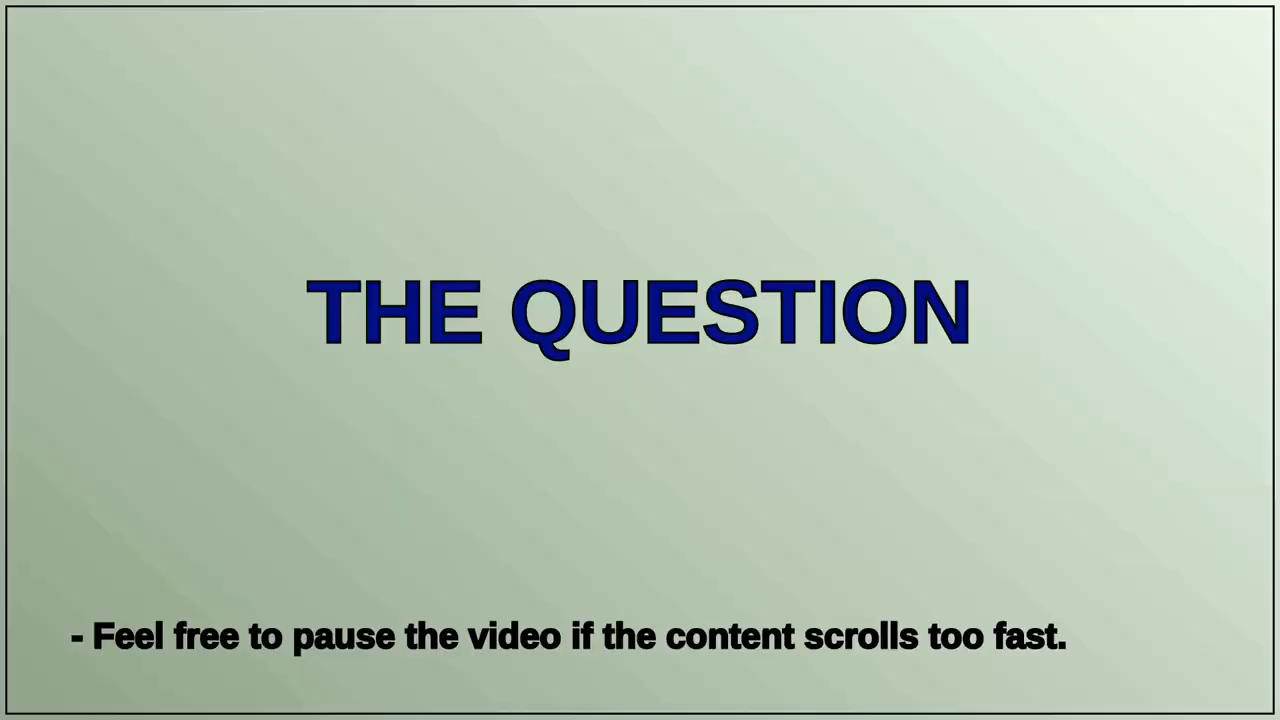 THE QUESTION
- Feel free to pause the video if the content scrolls too fast.